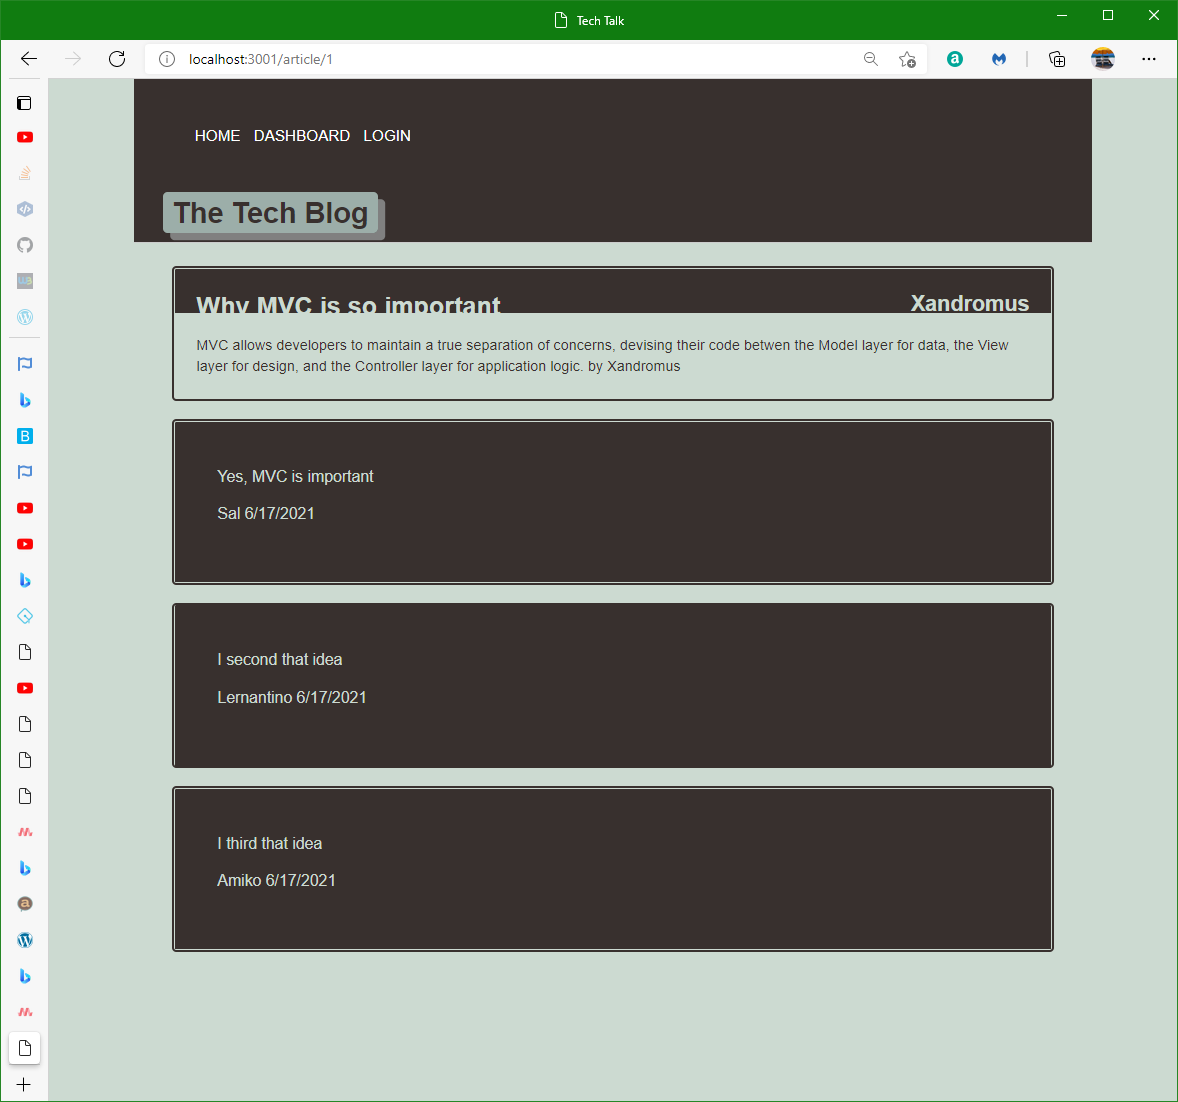 Tech Talk
localhost:3001/article/1
HOME DASHBOARD LOGIN
The Tech Blog
Why MVC is so important Xandromus
MVC allows developers to maintain a true separation of concerns, devising their code betwen the Model layer for data, the View
layer for design, and the Controller layer for application logic. by Xandromus
Yes, MVC is important
Sal 6/17/2021
I second that idea
Lernantino 6/17/2021
I third that idea
Amiko 6/17/2021